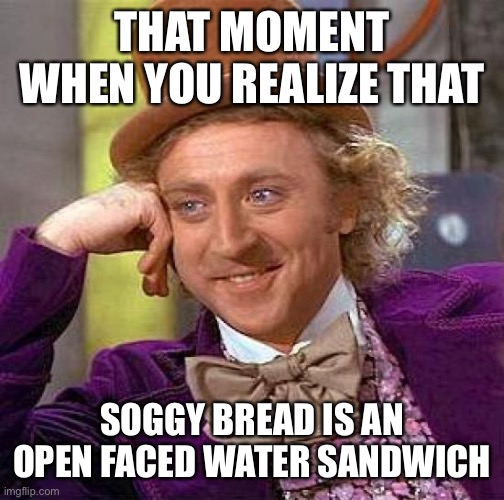 THAT MOMENT
WHEN YOU REALIZE THAT
SOGGY BREAD IS AN
OPEN FACED WATER SANDWICH
imgflip.com